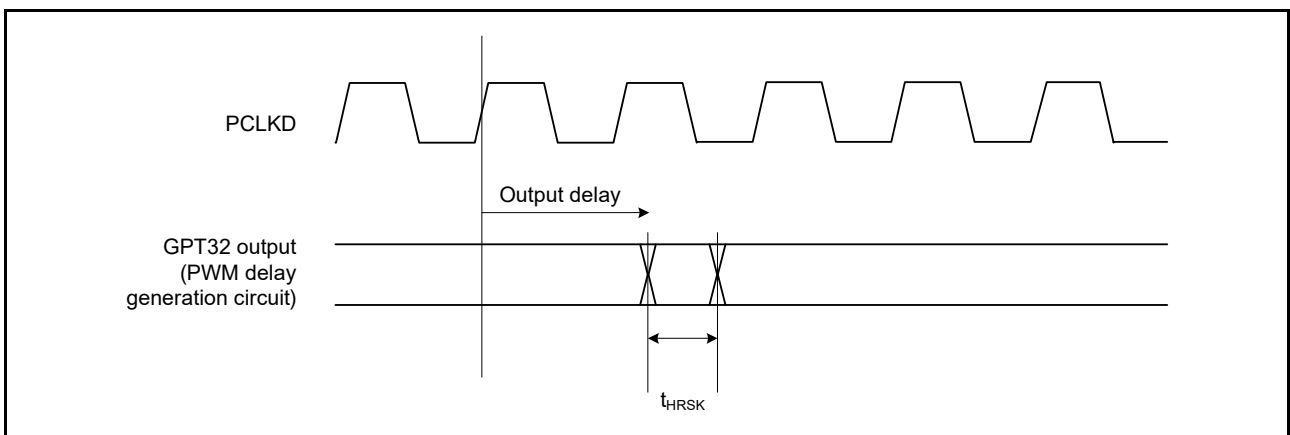 PCLKD
Output delay
GPT32 output
(PWM delay
generation circuit)
tHRSK